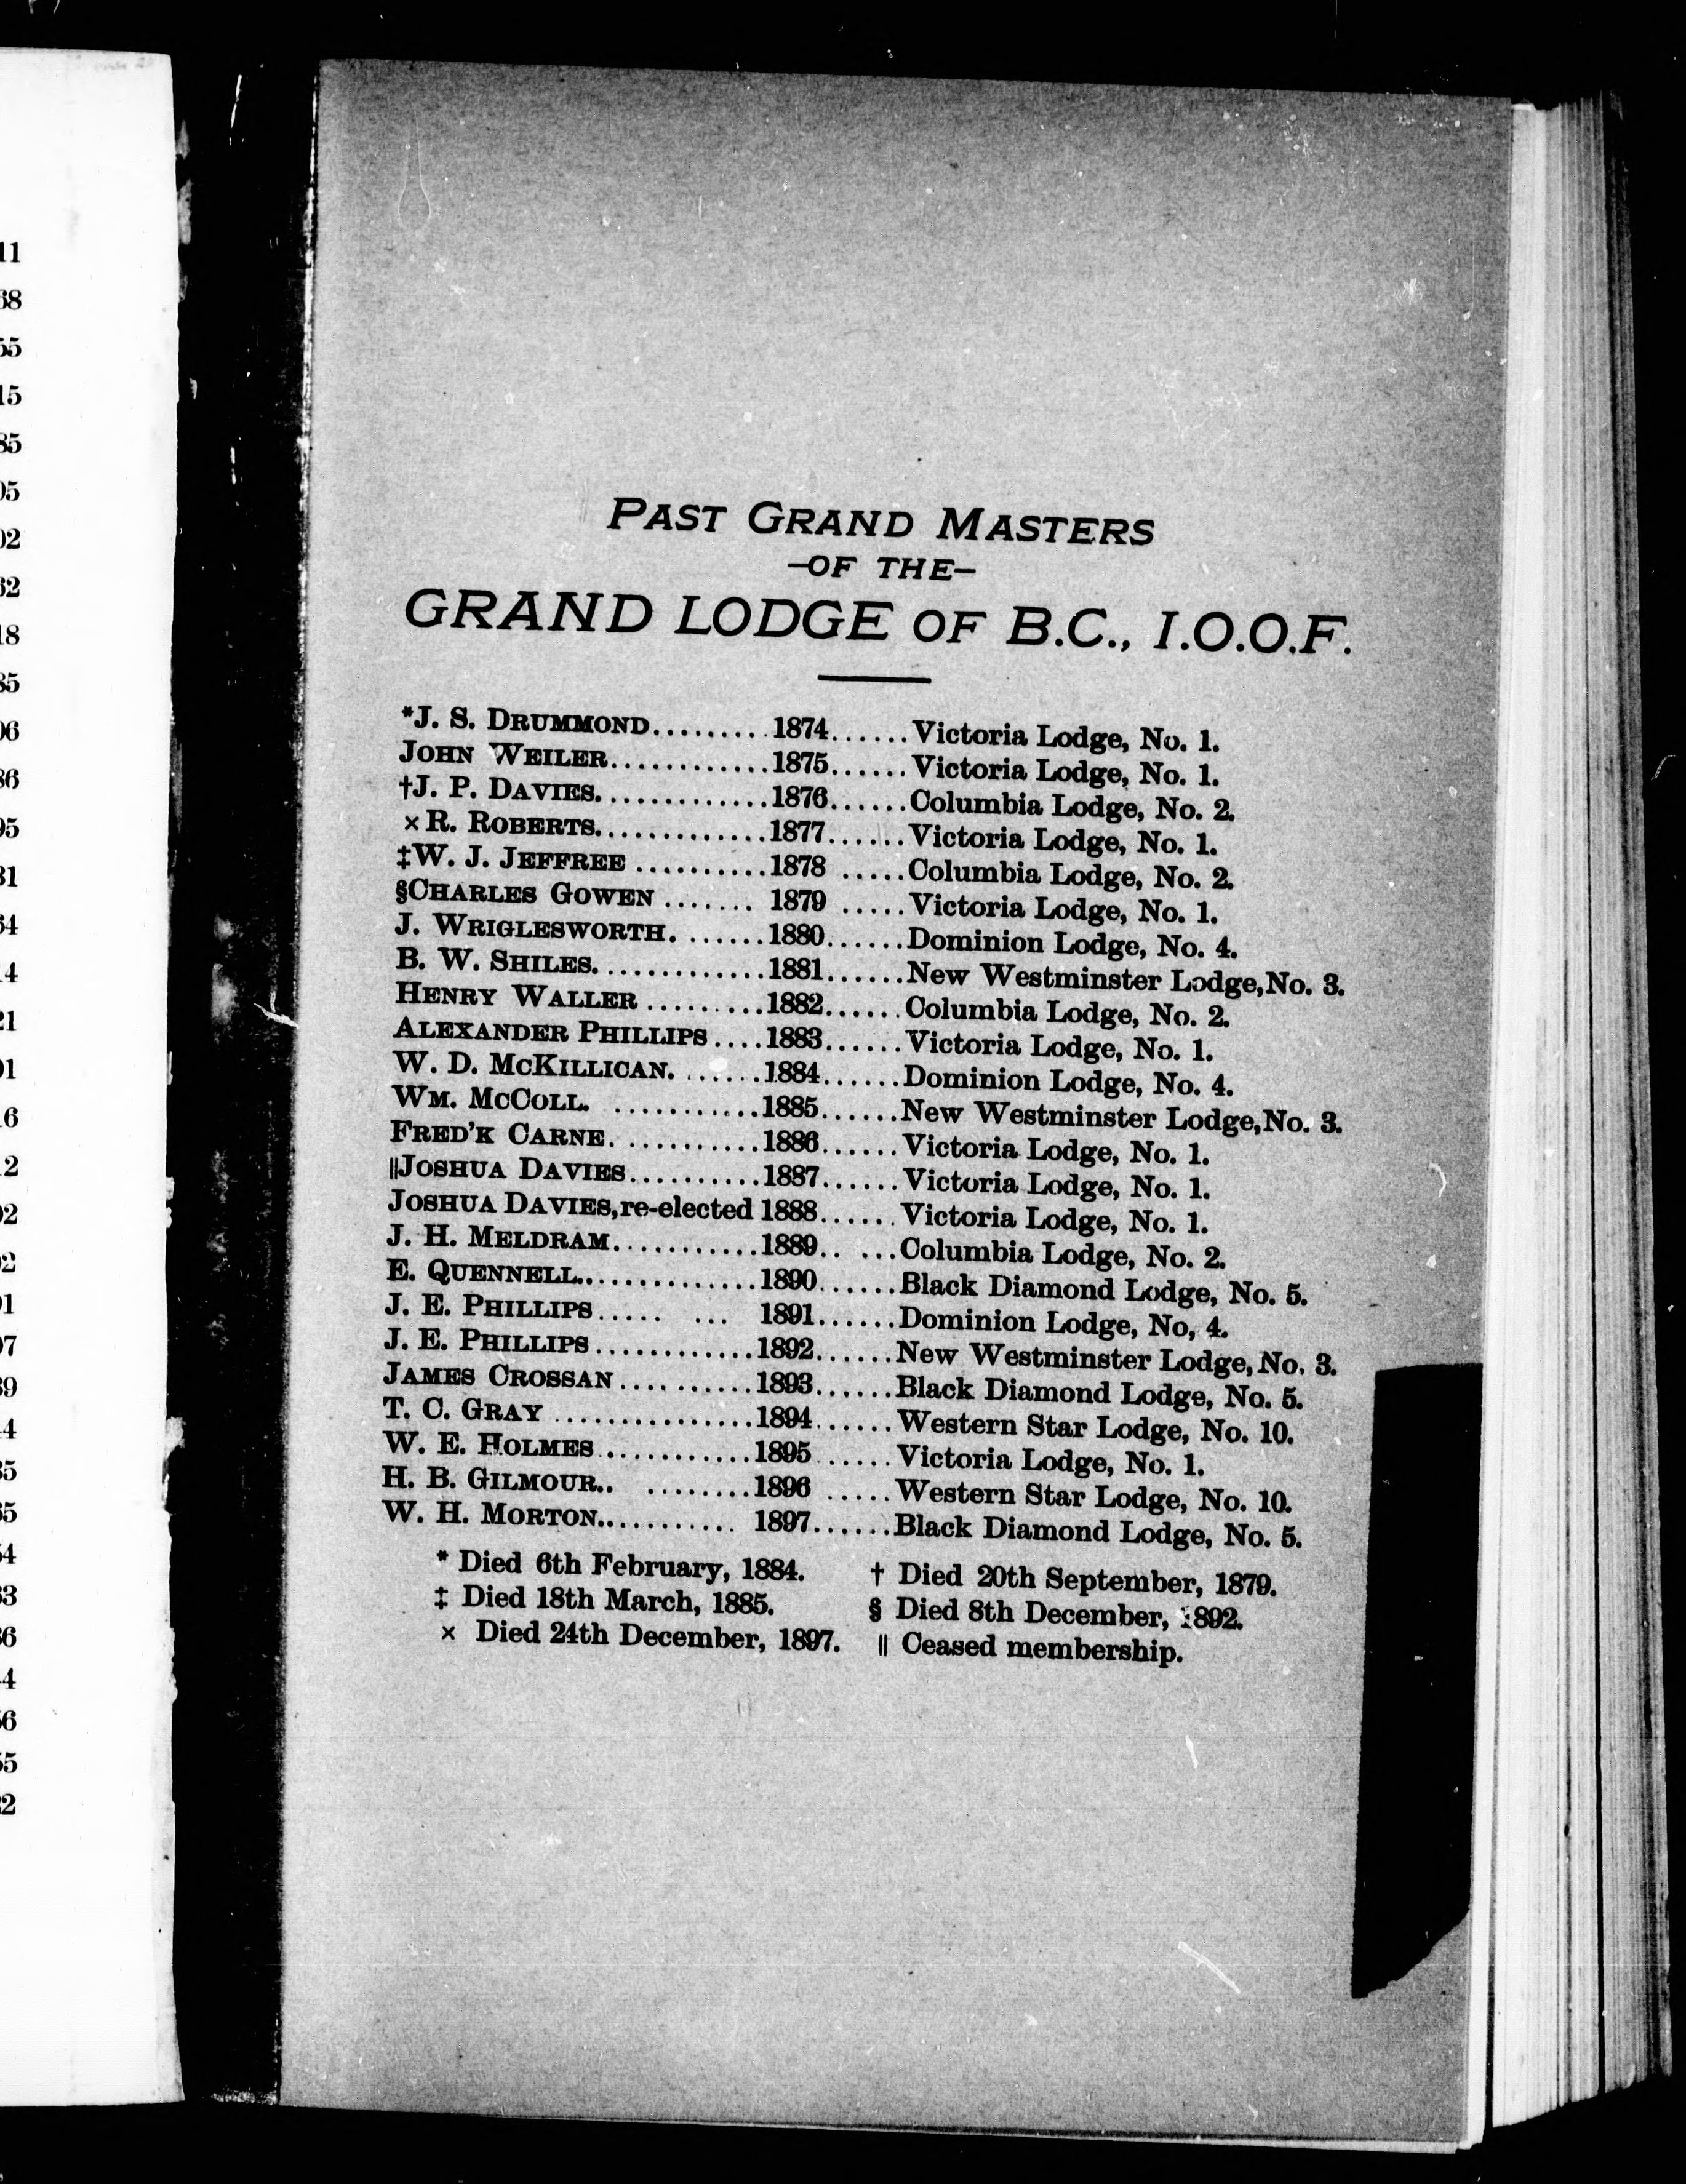 PAST GRAND MASTERS
—OF THE—
GRAND LODGE OF B.C., I.O.O.F.
*J. S. DRUMMOND.........1874......Victoria Lodge, No. 1.
JOHN WEILER............1875......Victoria Lodge, No. 1.
†J. P. DAVIES.............1876......Columbia Lodge, No. 2.
× R. ROBERTS.............1877......Victoria Lodge, No. 1.
‡W. J. JEFFREE ..........1878 .....Columbia Lodge, No. 2.
§CHARLES GOWEN ....... 1879 .....Victoria Lodge, No. 1.
J. WRIGLESWORTH. ......1880......Dominion Lodge, No. 4.
B. W. SHILES.............1881......New Westminster Lodge,No. 3.
HENRY WALLER .........1882......Columbia Lodge, No. 2.
ALEXANDER PHILLIPS....1883......Victoria Lodge, No. 1.
W. D. MCKILLICAN. ......1884......Dominion Lodge, No. 4.
WM. MCCOLL. ...........1885......New Westminster Lodge,No. 3.
FRED'K CARNE. ..........1886......Victoria Lodge, No. 1.
‖JOSHUA DAVIES..........1887......Victoria Lodge, No. 1.
JOSHUA DAVIES,re-elected 1888......Victoria Lodge, No. 1.
J. H. MELDRAM...........1889.. ...Columbia Lodge, No. 2.
E. QUENNELL..............1890......Black Diamond Lodge, No. 5.
J. E. PHILLIPS..... ... 1891......Dominion Lodge, No, 4.
J. E. PHILLIPS............1892......New Westminster Lodge,No. 3.
JAMES CROSSAN..........1893......Black Diamond Lodge, No. 5.
T. C. GRAY ...............1894......Western Star Lodge, No. 10.
W. E. HOLMES............1895......Victoria Lodge, No. 1.
H. B. GILMOUR.. ........1896 .....Western Star Lodge, No. 10.
W. H. MORTON........... 1897......Black Diamond Lodge, No. 5.
* Died 6th February, 1884. † Died 20th September, 1879.
‡ Died 18th March, 1885. § Died 8th December, 1892.
× Died 24th December, 1897. ‖ Ceased membership.